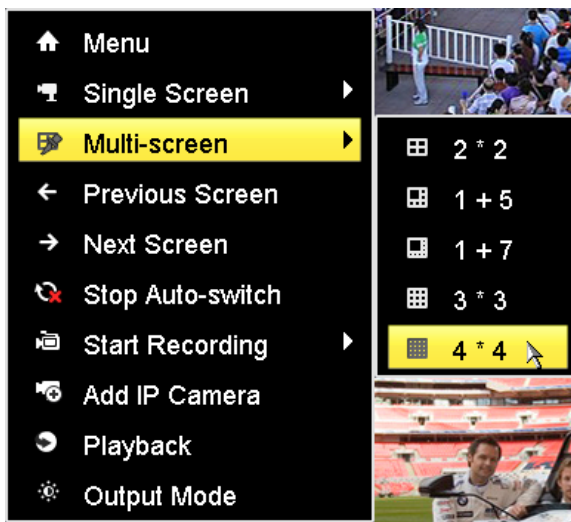 Menu
Single Screen
Multi-screen
Previous Screen
Next Screen
Stop Auto-switch
Start Recording
Add IP Camera
Playback
Output Mode
2 * 2
1 + 5
1 + 7
3 * 3
4 * 4